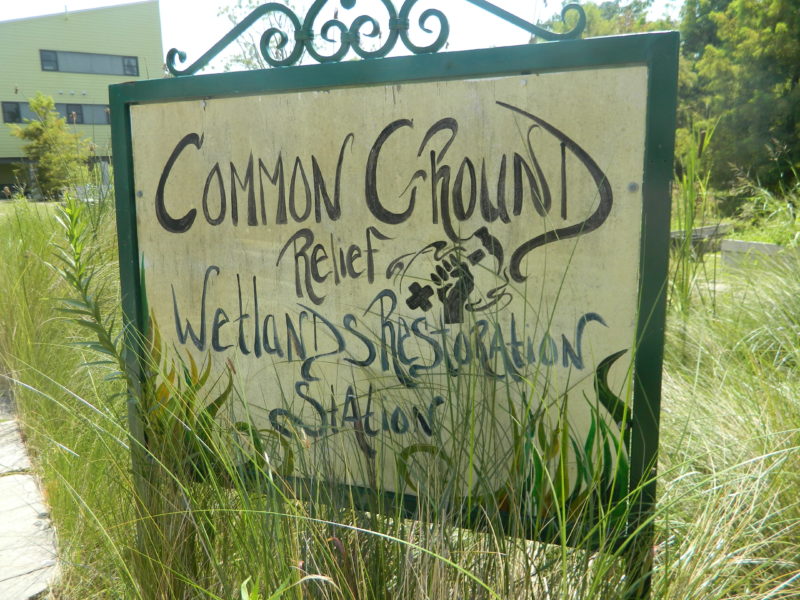 Common Ground
Relief
Wetlands Restoration
Station